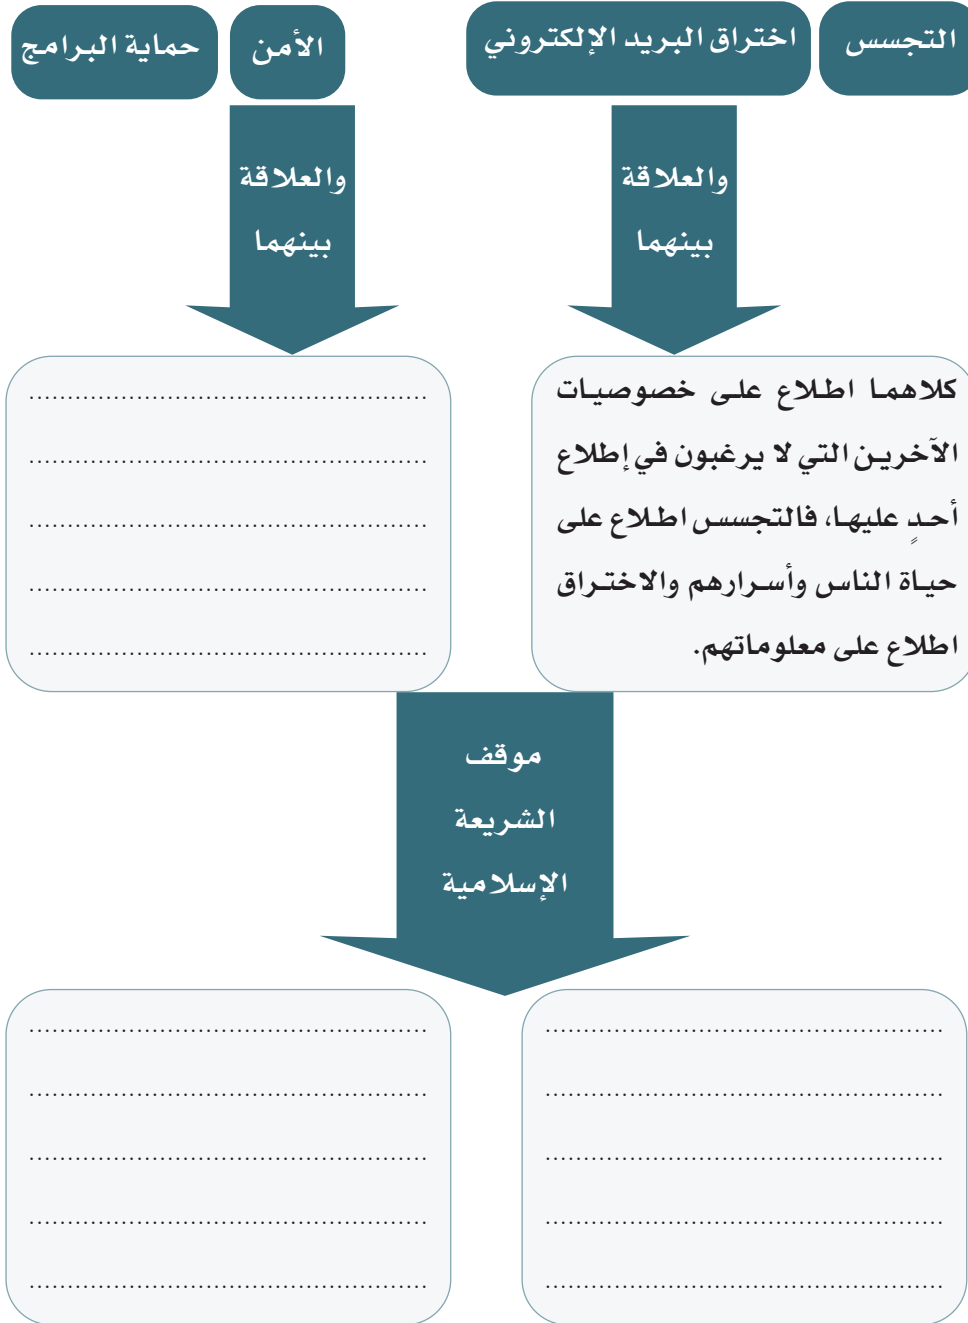 التجسس
اختراق البريد الإلكتروني
الأمن
حماية البرامج
والعلاقة
بينهما
والعلاقة
بينهما
كلاهما اطلاع على خصوصيات
الآخرين التي لا يرغبون في إطلاع
أحدٍ عليها، فالتجسس اطلاع على
حياة الناس وأسرارهم والاختراق
اطلاع على معلوماتهم.
....................................................
....................................................
....................................................
....................................................
....................................................
موقف
الشريعة
الإسلامية
....................................................
....................................................
....................................................
....................................................
....................................................
....................................................
....................................................
....................................................
....................................................
....................................................